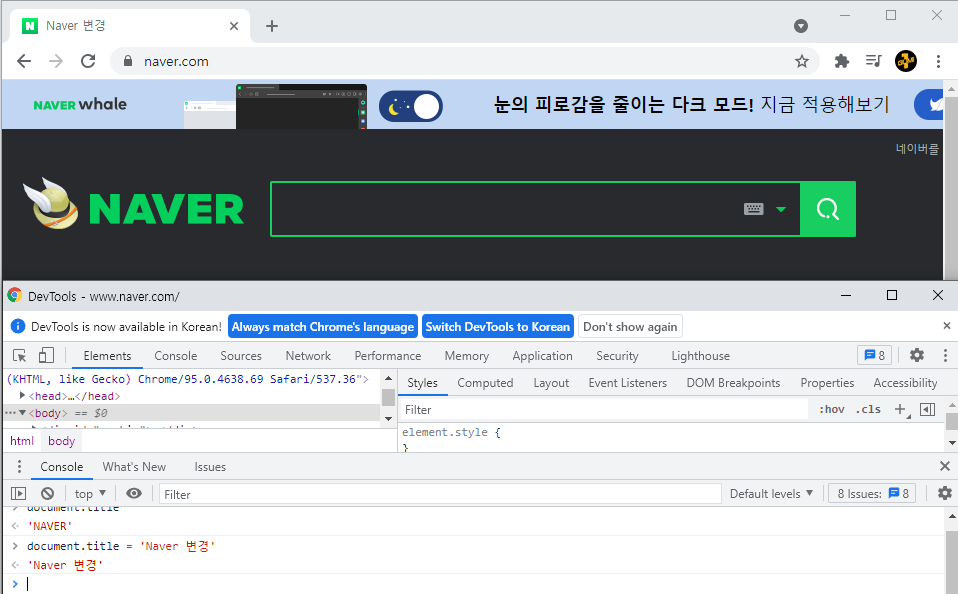 Naver 변경
naver.com
NAVER whale
눈의 피로감을 줄이는 다크 모드! 지금 적용해보기
네이버를
NAVER
DevTools - www.naver.com/
DevTools is now available in Korean! Always match Chrome's language Switch DevTools to Korean Don't show again
Elements Console Sources Network Performance Memory Application Security Lighthouse 8
(KHTML, like Gecko) Chrome/95.0.4638.69 Safari/537.36">
<head>…</head>
<body> == $0
html body
Styles Computed Layout Event Listeners DOM Breakpoints Properties Accessibility
Filter :hov .cls
element.style {
}
Console What's New Issues
top Filter Default levels 8 Issues: 8
document.title
'NAVER'
document.title = 'Naver 변경'
'Naver 변경'